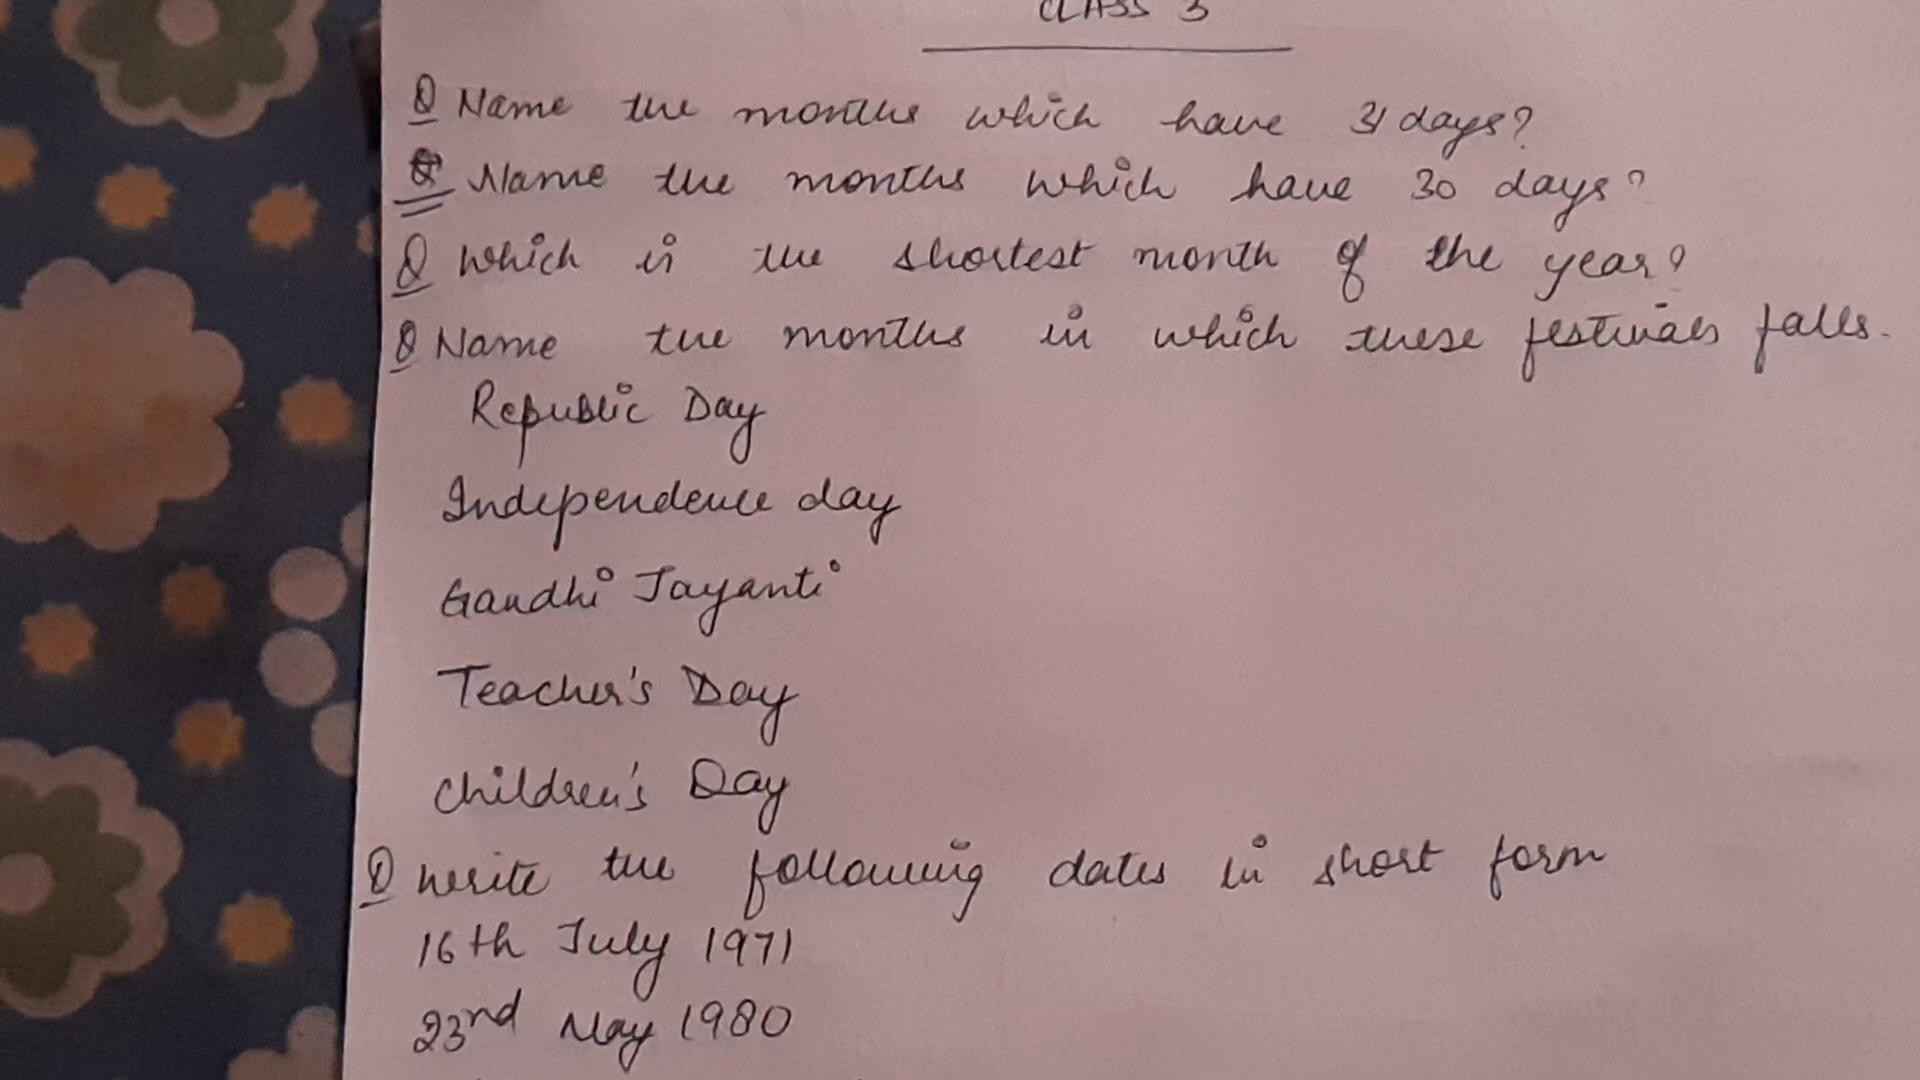 CLASS 3
Q Name the months which have 31 days?
Q Name the months which have 30 days?
Q Which is the shortest month of the year?
Q Name the months in which these festivals falls.
Republic Day
Independence day
Gandhi Jayanti
Teacher's Day
Children's Day
Q Write the following dates in short form
16th July 1971
23nd May 1980